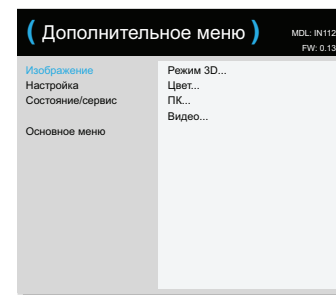 ( Дополнительное меню )
MDL: IN112
FW: 0.13
Изображение
Настройка
Состояние/сервис
Основное меню
Режим 3D...
Цвет...
ПК...
Видео...